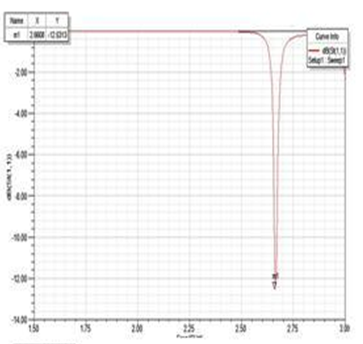 Name X Y
m1 2.6608 -12.0313
Curve Info
dB(St(1,1))
Setup1 : Sweep1
-2.00
-4.00
-6.00
-8.00
-10.00
-12.00
-14.00
1.50 1.75 2.00 2.25 2.50 2.75 3.00